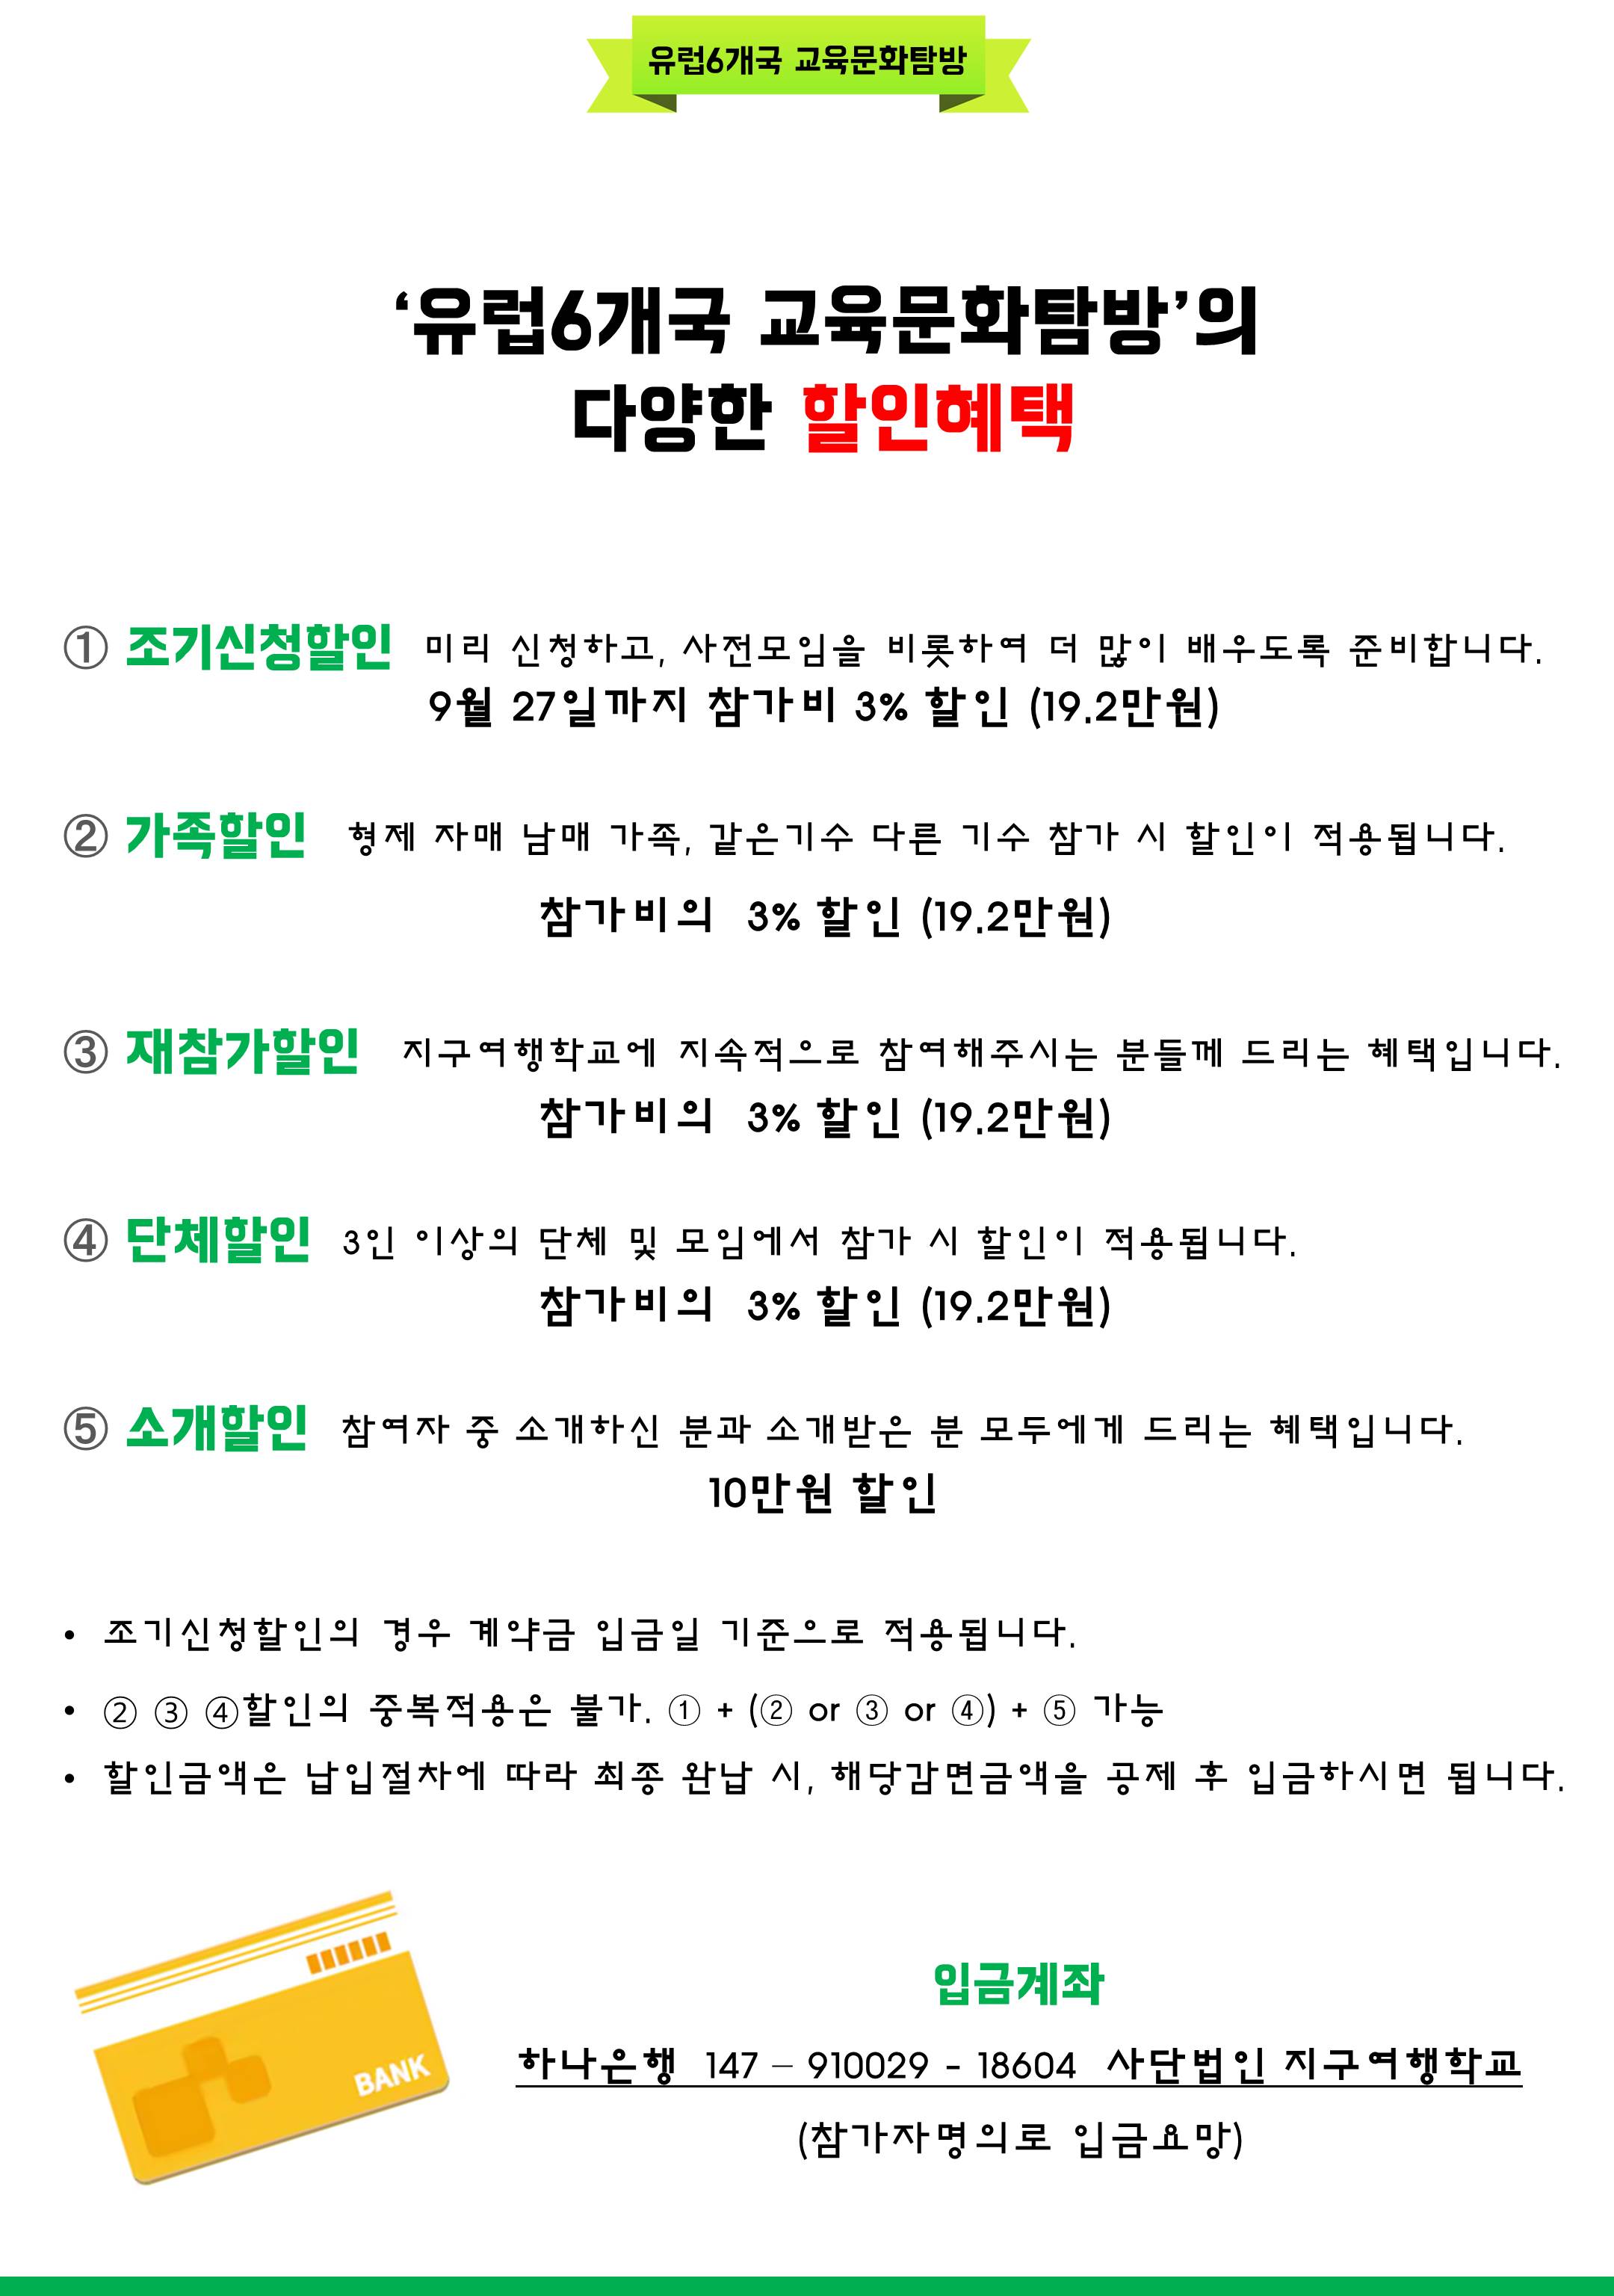 유럽6개국 교육문화탐방
‘유럽6개국 교육문화탐방’의
다양한 할인혜택
① 조기신청할인 미리 신청하고, 사전모임을 비롯하여 더 많이 배우도록 준비합니다.
9월 27일까지 참가비 3% 할인 (19.2만원)
② 가족할인 형제 자매 남매 가족, 같은기수 다른 기수 참가 시 할인이 적용됩니다.
참가비의 3% 할인 (19.2만원)
③ 재참가할인 지구여행학교에 지속적으로 참여해주시는 분들께 드리는 혜택입니다.
참가비의 3% 할인 (19.2만원)
④ 단체할인 3인 이상의 단체 및 모임에서 참가 시 할인이 적용됩니다.
참가비의 3% 할인 (19.2만원)
⑤ 소개할인 참여자 중 소개하신 분과 소개받은 분 모두에게 드리는 혜택입니다.
10만원 할인
• 조기신청할인의 경우 계약금 입금일 기준으로 적용됩니다.
• ② ③ ④할인의 중복적용은 불가. ① + (② or ③ or ④) + ⑤ 가능
• 할인금액은 납입절차에 따라 최종 완납 시, 해당감면금액을 공제 후 입금하시면 됩니다.
BANK
입금계좌
하나은행 147 – 910029 - 18604 사단법인 지구여행학교
(참가자명의로 입금요망)